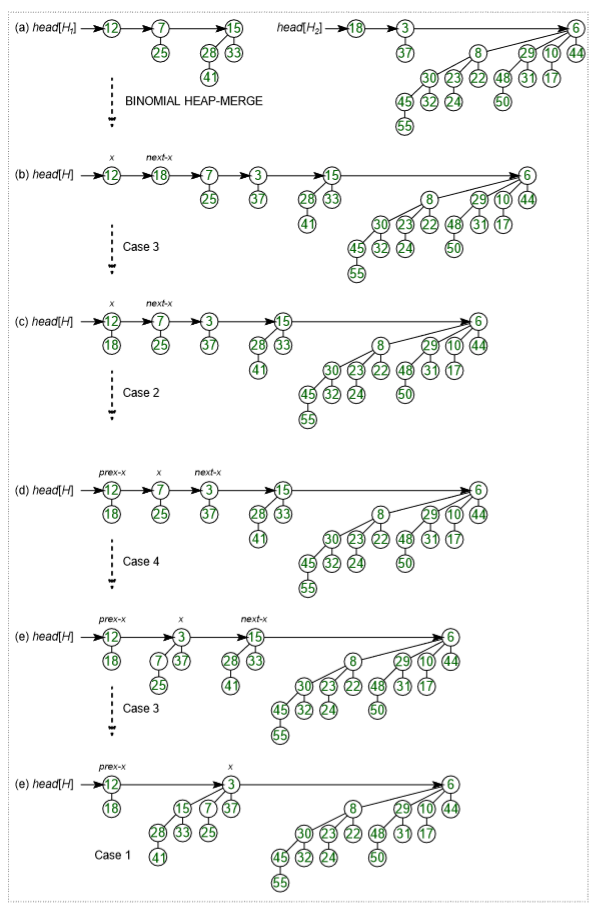 (a) head[H1] 12 7 15 head[H2] 18 3 6
25 28 33 37 8 29 10 44
41 30 23 22 48 31 17
BINOMIAL HEAP-MERGE 45 32 24 50
55
x next-x
(b) head[H] 12 18 7 3 15 6
25 37 28 33 8 29 10 44
41 30 23 22 48 31 17
Case 3 45 32 24 50
55
x next-x
(c) head[H] 12 7 3 15 6
18 25 37 28 33 8 29 10 44
41 30 23 22 48 31 17
Case 2 45 32 24 50
55
prex-x x next-x
(d) head[H] 12 7 3 15 6
18 25 37 28 33 8 29 10 44
41 30 23 22 48 31 17
Case 4 45 32 24 50
55
prex-x x next-x
(e) head[H] 12 3 15 6
18 7 37 28 33 8 29 10 44
25 41 30 23 22 48 31 17
Case 3 45 32 24 50
55
prex-x x
(e) head[H] 12 3 6
18 15 7 37 8 29 10 44
28 33 25 30 23 22 48 31 17
Case 1 41 45 32 24 50
55